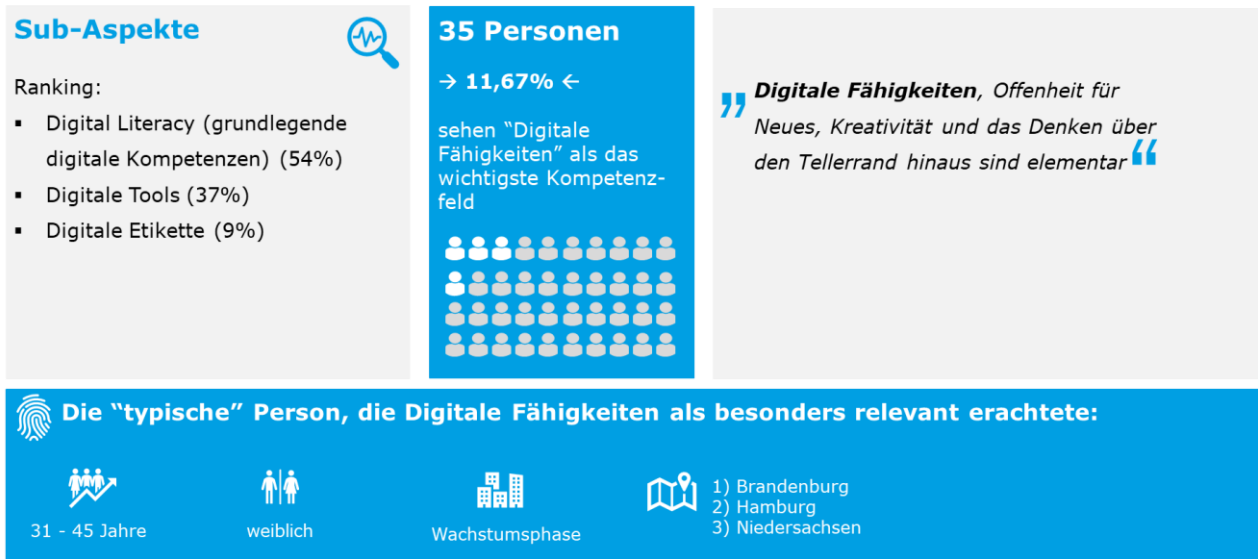 Sub-Aspekte
Ranking:
▪ Digital Literacy (grundlegende
digitale Kompetenzen) (54%)
▪ Digitale Tools (37%)
▪ Digitale Etikette (9%)
35 Personen
→ 11,67% ←
sehen “Digitale
Fähigkeiten” als das
wichtigste Kompetenz-
feld
„Digitale Fähigkeiten, Offenheit für
Neues, Kreativität und das Denken über
den Tellerrand hinaus sind elementar“
Die “typische” Person, die Digitale Fähigkeiten als besonders relevant erachtete:
31 - 45 Jahre
weiblich
Wachstumsphase
1) Brandenburg
2) Hamburg
3) Niedersachsen